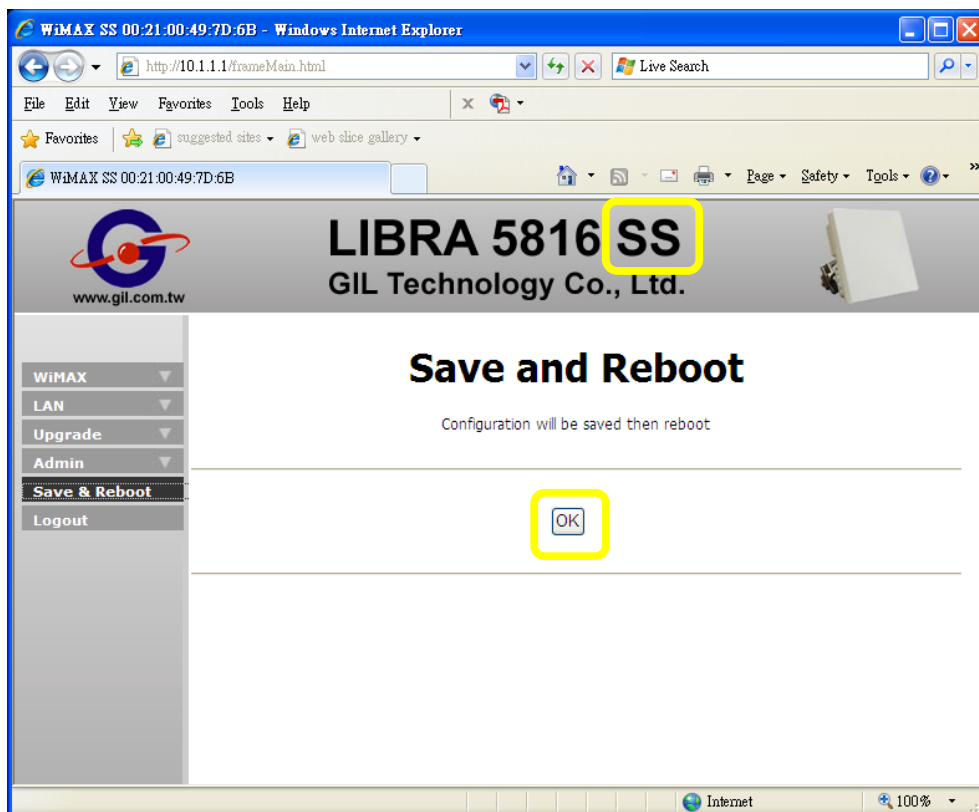 WiMAX SS 00:21:00:49:7D:6B - Windows Internet Explorer
http://10.1.1.1/frameMain.html
Live Search
File Edit View Favorites Tools Help
Favorites suggested sites web slice gallery
WiMAX SS 00:21:00:49:7D:6B
Page Safety Tools
www.gil.com.tw
LIBRA 5816 SS
GIL Technology Co., Ltd.
WiMAX
LAN
Upgrade
Admin
Save & Reboot
Logout
Save and Reboot
Configuration will be saved then reboot
OK
Internet 100%